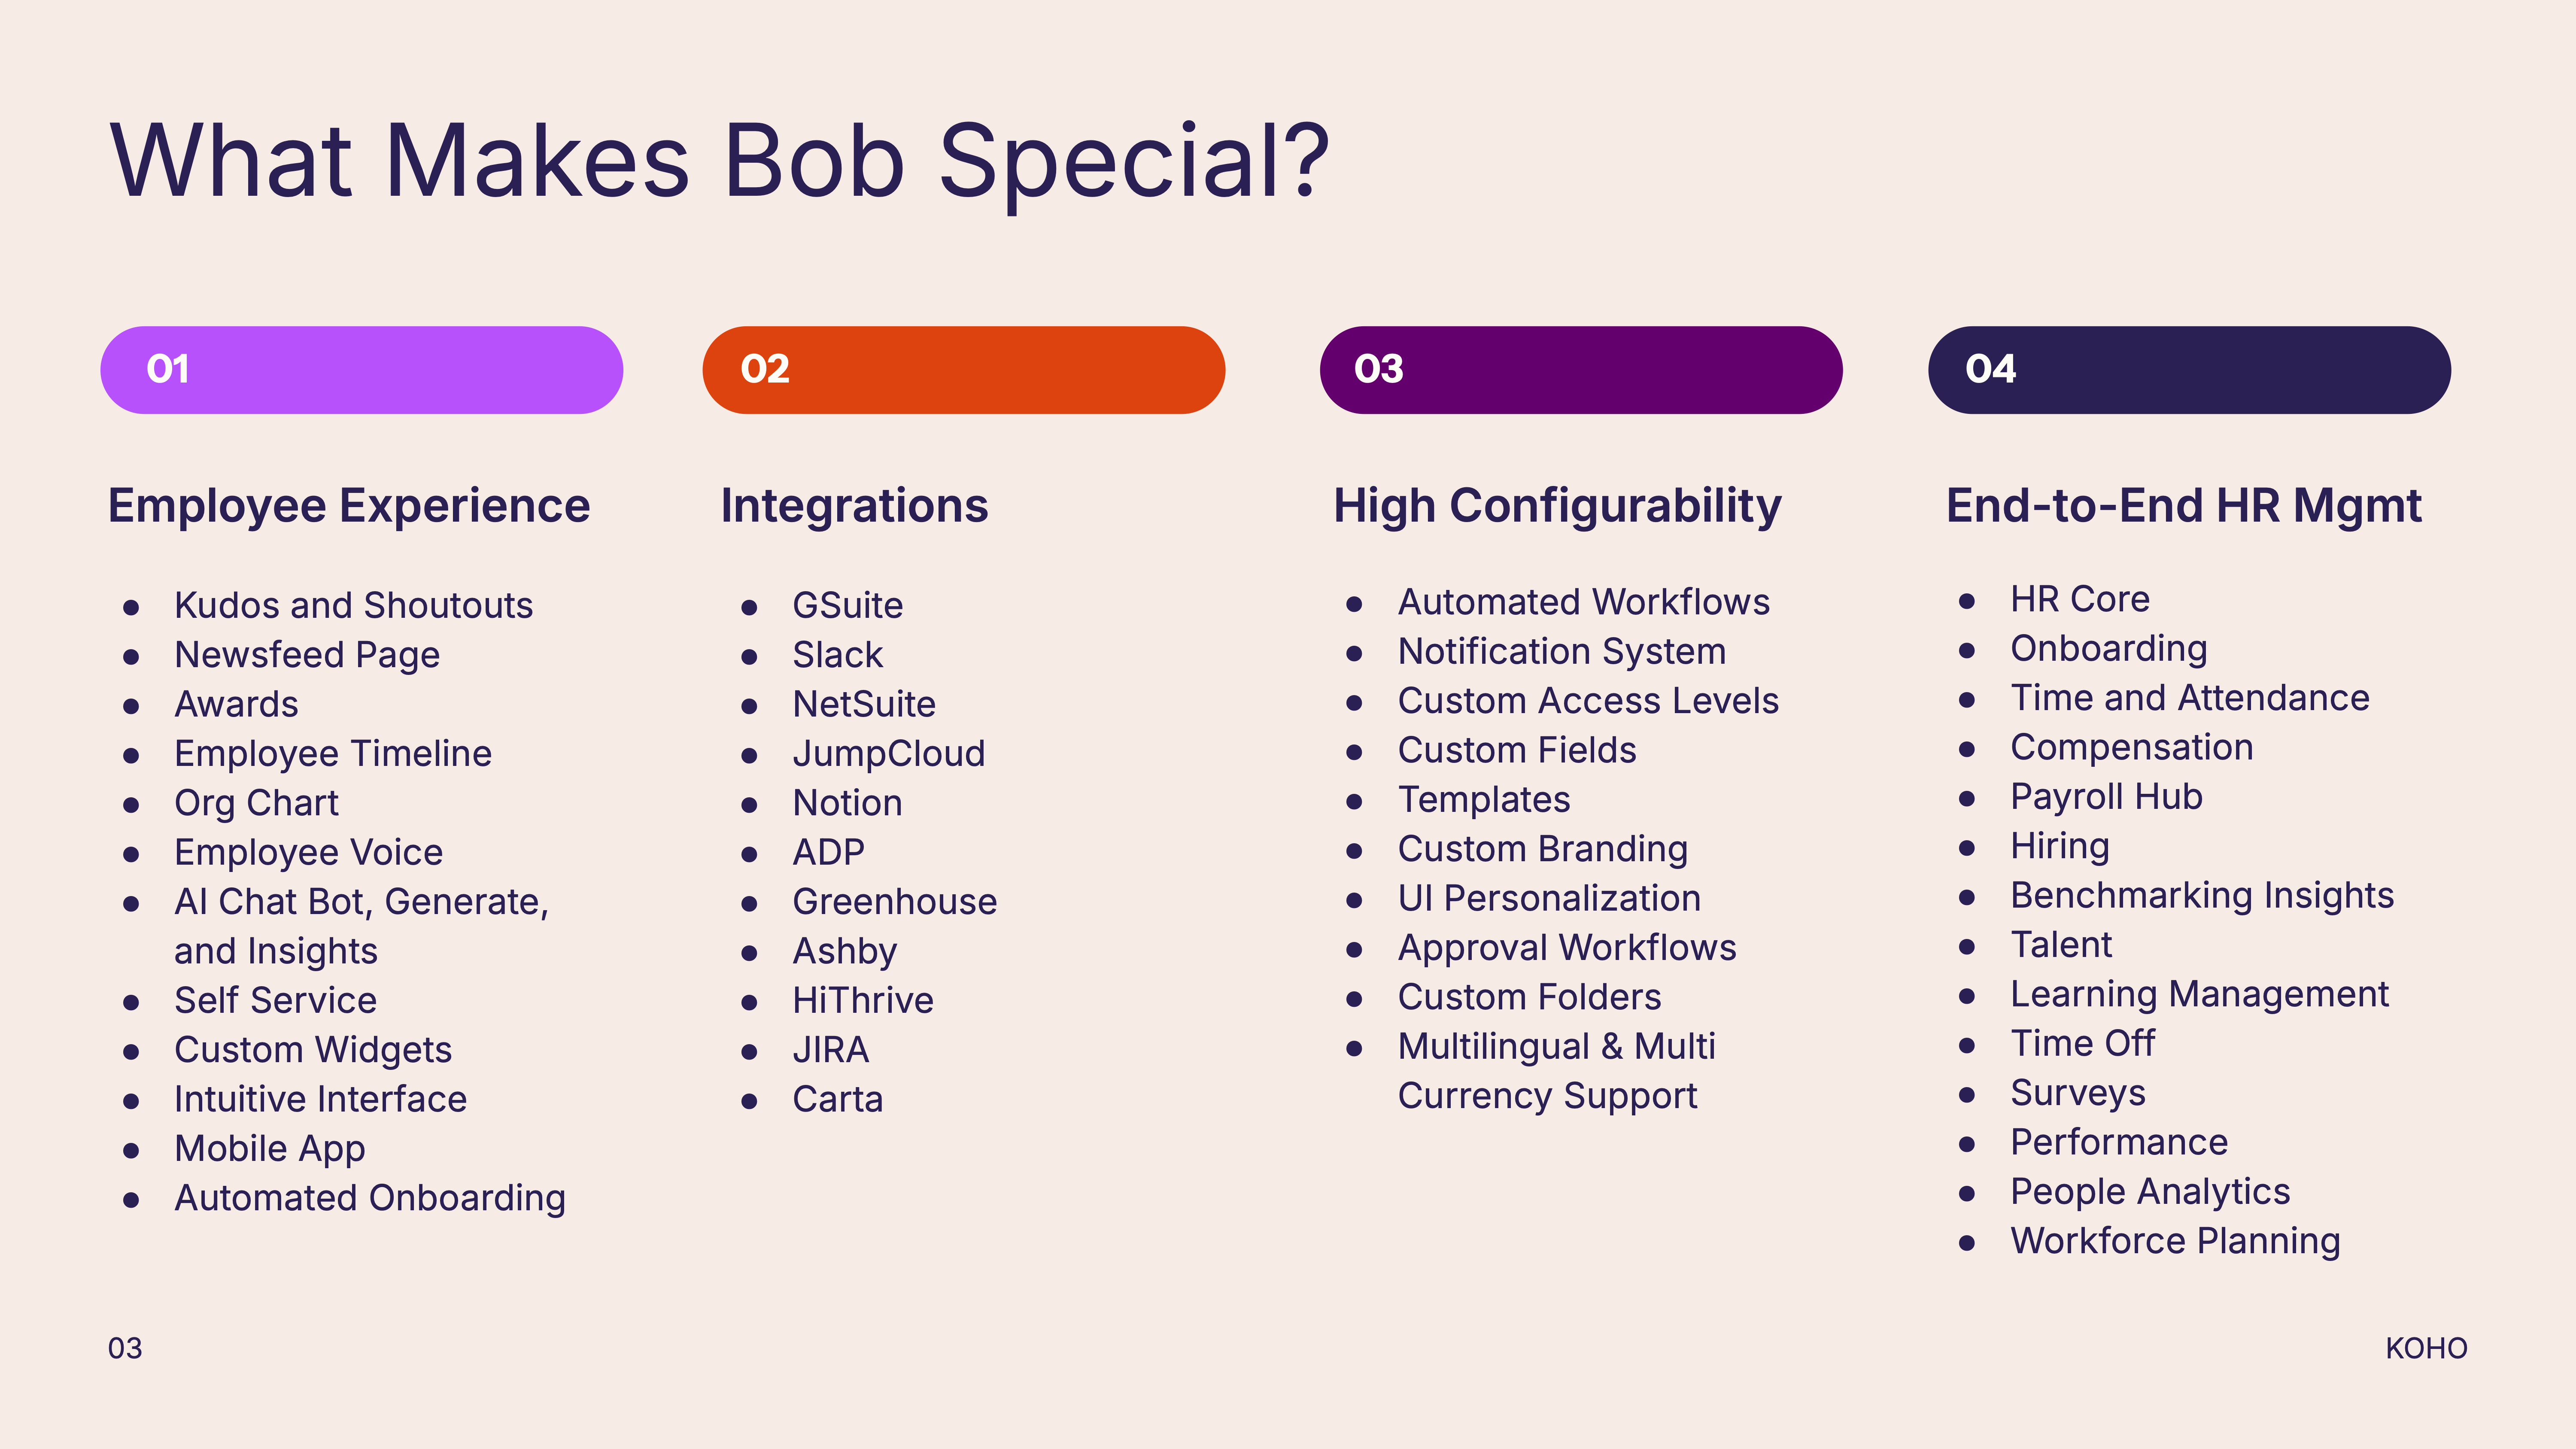 What Makes Bob Special?
01
Employee Experience
● Kudos and Shoutouts
● Newsfeed Page
● Awards
● Employee Timeline
● Org Chart
● Employee Voice
● AI Chat Bot, Generate,
and Insights
● Self Service
● Custom Widgets
● Intuitive Interface
● Mobile App
● Automated Onboarding
02
Integrations
● GSuite
● Slack
● NetSuite
● JumpCloud
● Notion
● ADP
● Greenhouse
● Ashby
● HiThrive
● JIRA
● Carta
03
High Configurability
● Automated Workflows
● Notification System
● Custom Access Levels
● Custom Fields
● Templates
● Custom Branding
● UI Personalization
● Approval Workflows
● Custom Folders
● Multilingual & Multi
Currency Support
04
End-to-End HR Mgmt
● HR Core
● Onboarding
● Time and Attendance
● Compensation
● Payroll Hub
● Hiring
● Benchmarking Insights
● Talent
● Learning Management
● Time Off
● Surveys
● Performance
● People Analytics
● Workforce Planning
03
KOHO